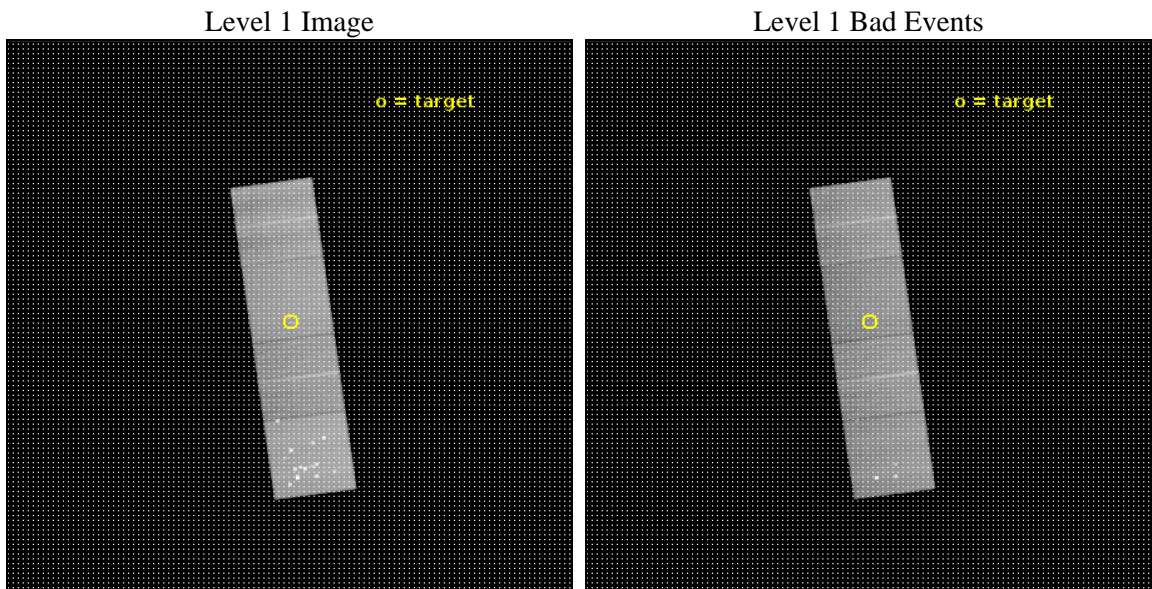 Level 1 Image
Level 1 Bad Events
o = target
o = target